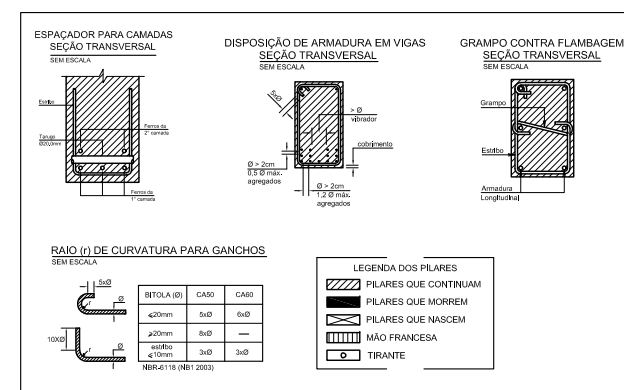 ESPAÇADOR PARA CAMADAS
SEÇÃO TRANSVERSAL
SEM ESCALA
Estribo
Ferros da
2° camada
Tarugo
Ø20,0mm
Ferros da
1° camada
DISPOSIÇÃO DE ARMADURA EM VIGAS
SEÇÃO TRANSVERSAL
SEM ESCALA
5xØ
> Ø
vibrador
cobrimento
Ø > 2cm
0,5 Ø máx.
agregados
Ø > 2cm
1,2 Ø máx.
agregados
GRAMPO CONTRA FLAMBAGEM
SEÇÃO TRANSVERSAL
SEM ESCALA
Grampo
Estribo
Armadura
Longitudinal
RAIO (r) DE CURVATURA PARA GANCHOS
SEM ESCALA
5xØ
Ø
r
10XØ
Ø
r
BITOLA (Ø) CA50 CA60
⩽20mm 5xØ 6xØ
⩾20mm 8xØ —
estribo
⩽10mm 3xØ 3xØ
NBR-6118 (NB1 2003)
LEGENDA DOS PILARES
PILARES QUE CONTINUAM
PILARES QUE MORREM
PILARES QUE NASCEM
MÃO FRANCESA
TIRANTE